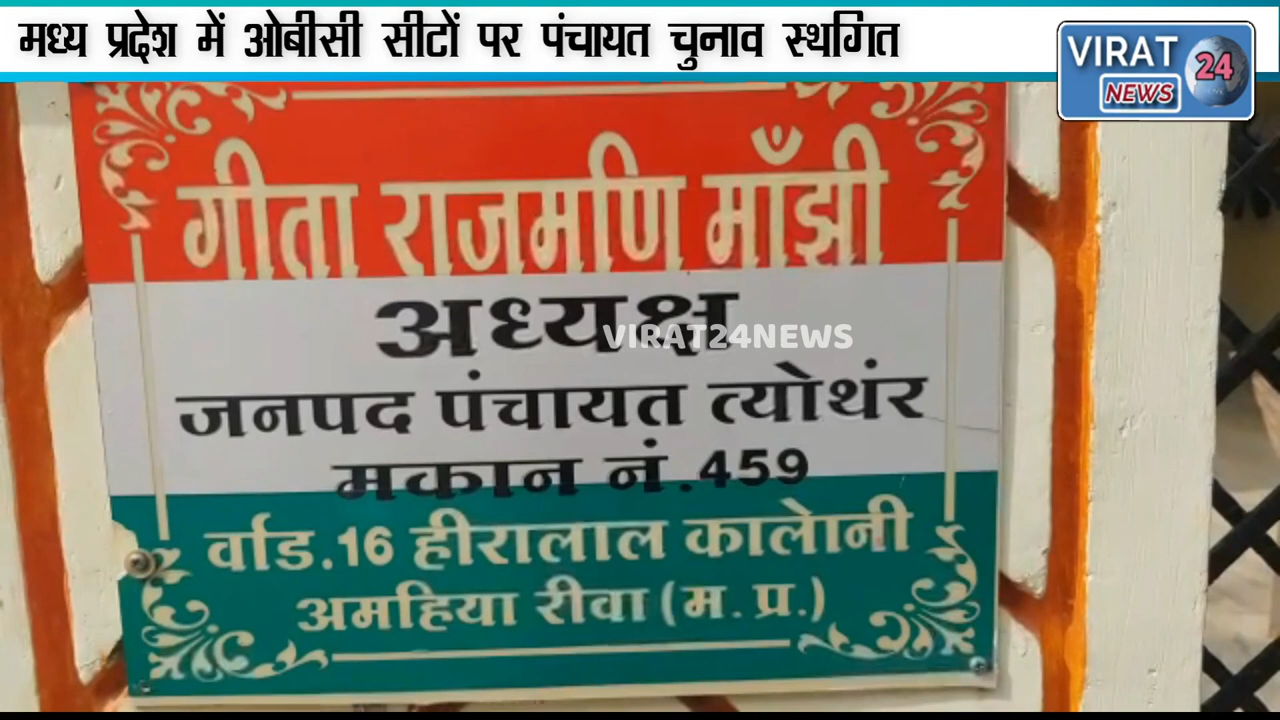 मध्य प्रदेश में ओबीसी सीटों पर पंचायत चुनाव स्थगित
VIRAT
24
NEWS
गीता राजमणि माँझी
अध्यक्ष
VIRAT24NEWS
जनपद पंचायत त्योथंर
मकान नं.459
र्वाड.16 हीरालाल कालोनी
अमहिया रीवा (म. प्र.)